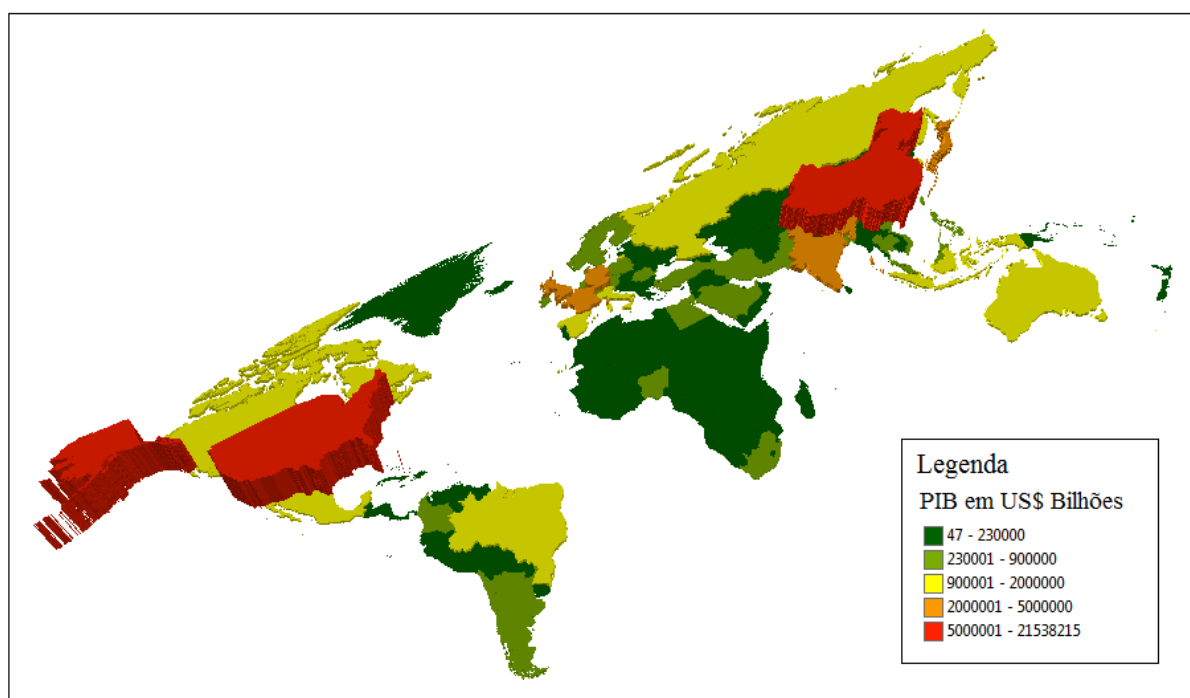 Legenda
PIB em US$ Bilhões
47 - 230000
230001 - 900000
900001 - 2000000
2000001 - 5000000
5000001 - 21538215